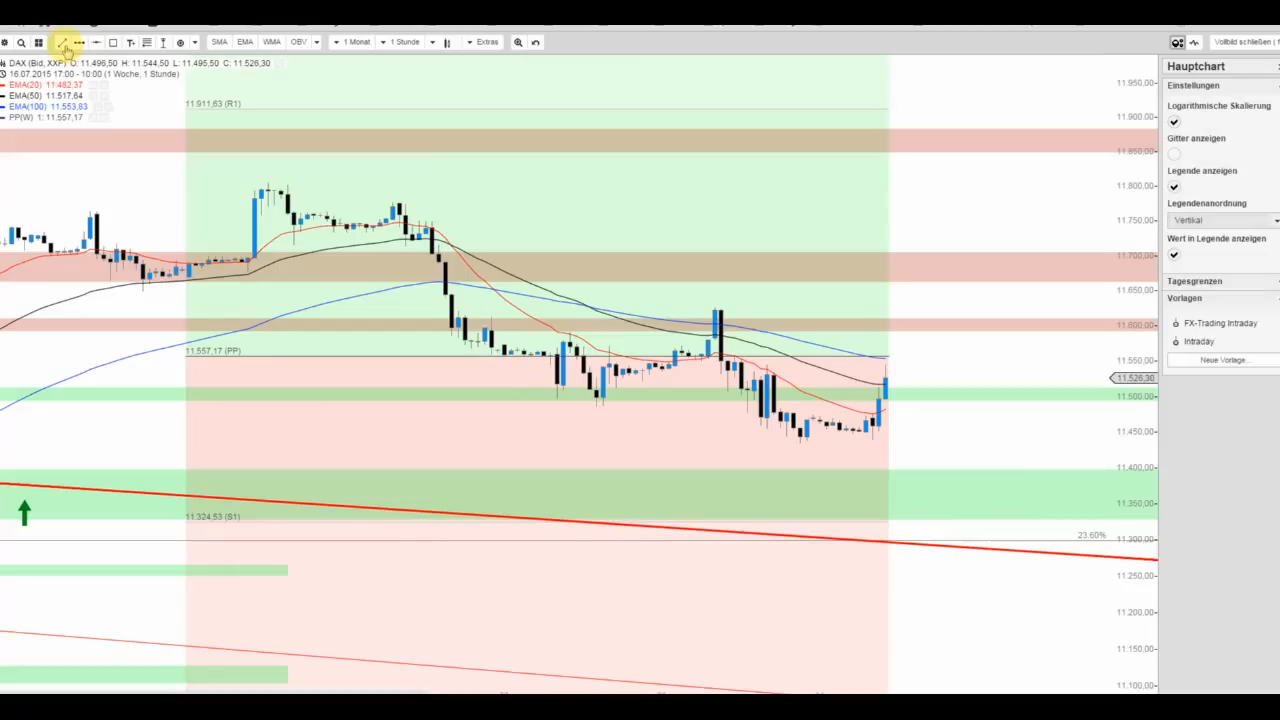 SMA EMA WMA OBV 1 Monat 1 Stunde Extras Vollbild schließen (
DAX (Bid, XXF) O: 11.496,50 H: 11.544,50 L: 11.495,50 C: 11.526,30
16.07.2015 17:00 - 10:00 (1 Woche, 1 Stunde)
EMA(20) 11.482,37
EMA(50) 11.517,64
EMA(100) 11.553,83
PP(W) 1: 11.557,17
11.911,63 (R1)
11.557,17 (PP)
11.324,53 (S1)
23.60%
11.950,00
11.900,00
11.850,00
11.800,00
11.750,00
11.700,00
11.650,00
11.600,00
11.550,00
11.526,30
11.500,00
11.450,00
11.400,00
11.350,00
11.300,00
11.250,00
11.200,00
11.150,00
11.100,00
Hauptchart
Einstellungen
Logarithmische Skalierung
Gitter anzeigen
Legende anzeigen
Legendenanordnung
Vertikal
Wert in Legende anzeigen
Tagesgrenzen
Vorlagen
FX-Trading Intraday
Intraday
Neue Vorlage...